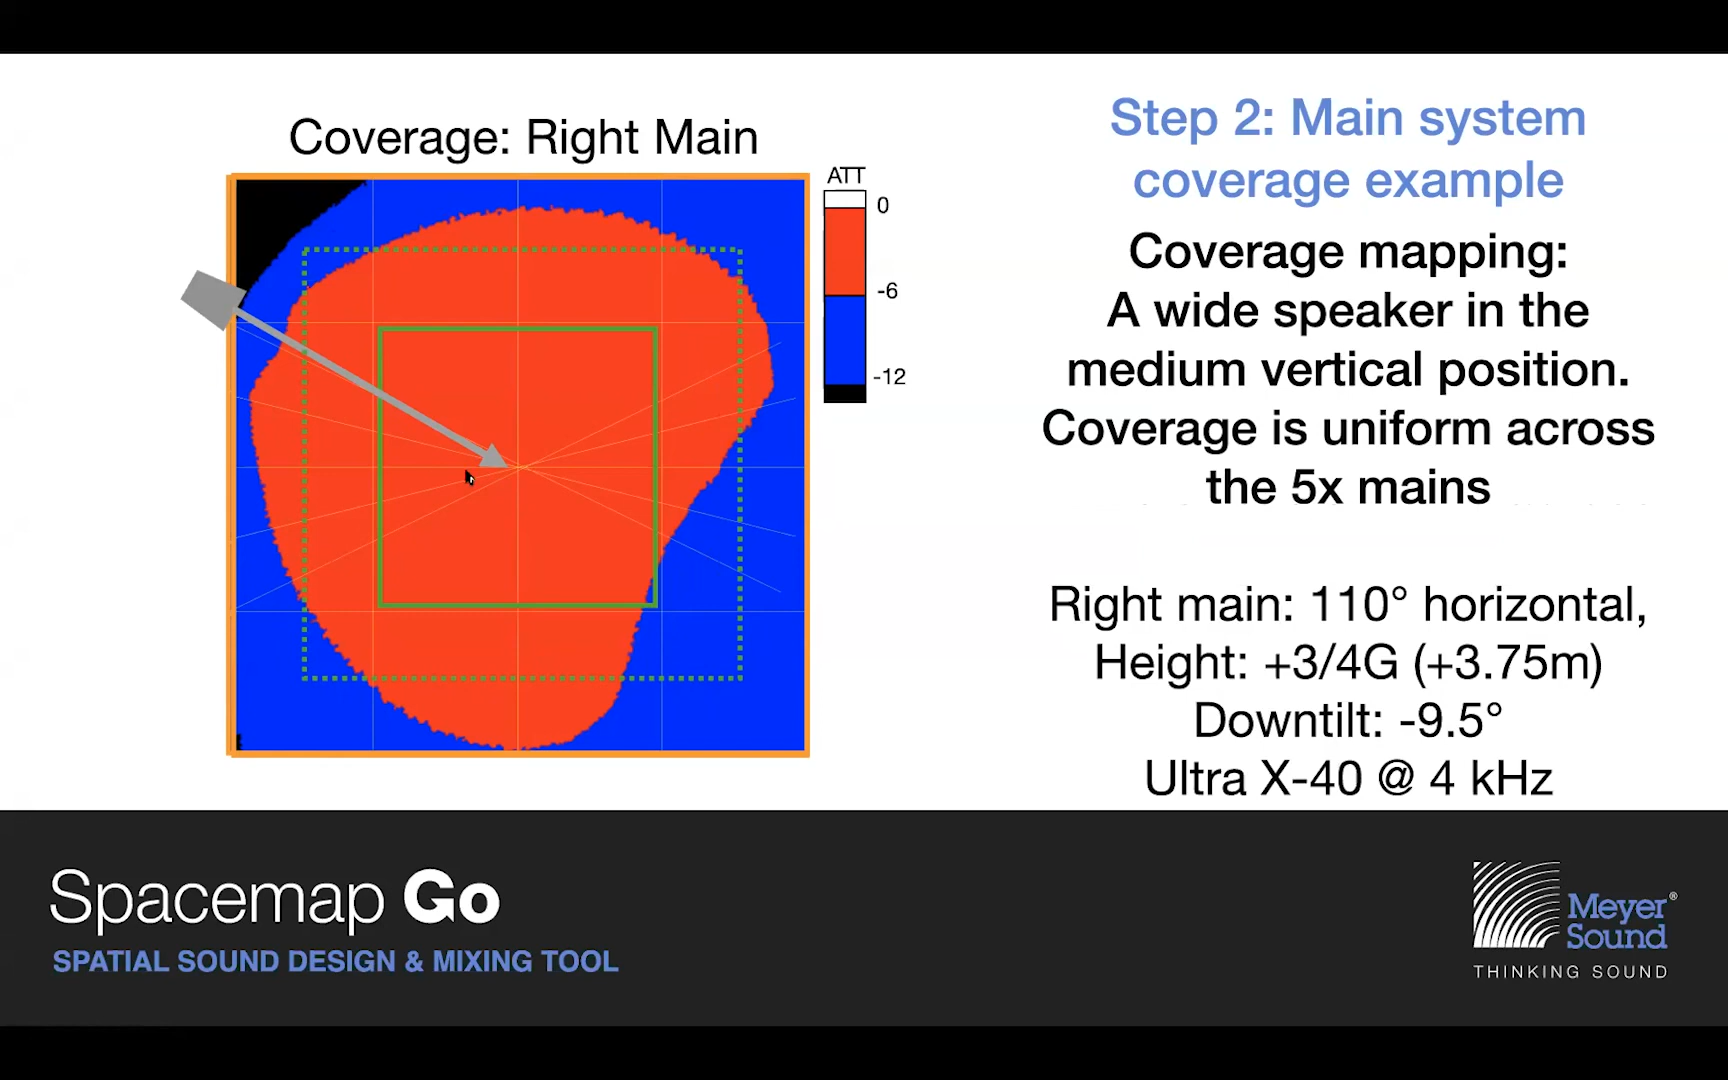 Coverage: Right Main
ATT
0
-6
-12
Step 2: Main system
coverage example
Coverage mapping:
A wide speaker in the
medium vertical position.
Coverage is uniform across
the 5x mains
Right main: 110° horizontal,
Height: +3/4G (+3.75m)
Downtilt: -9.5°
Ultra X-40 @ 4 kHz
Spacemap Go
SPATIAL SOUND DESIGN & MIXING TOOL
Meyer®
Sound
THINKING SOUND